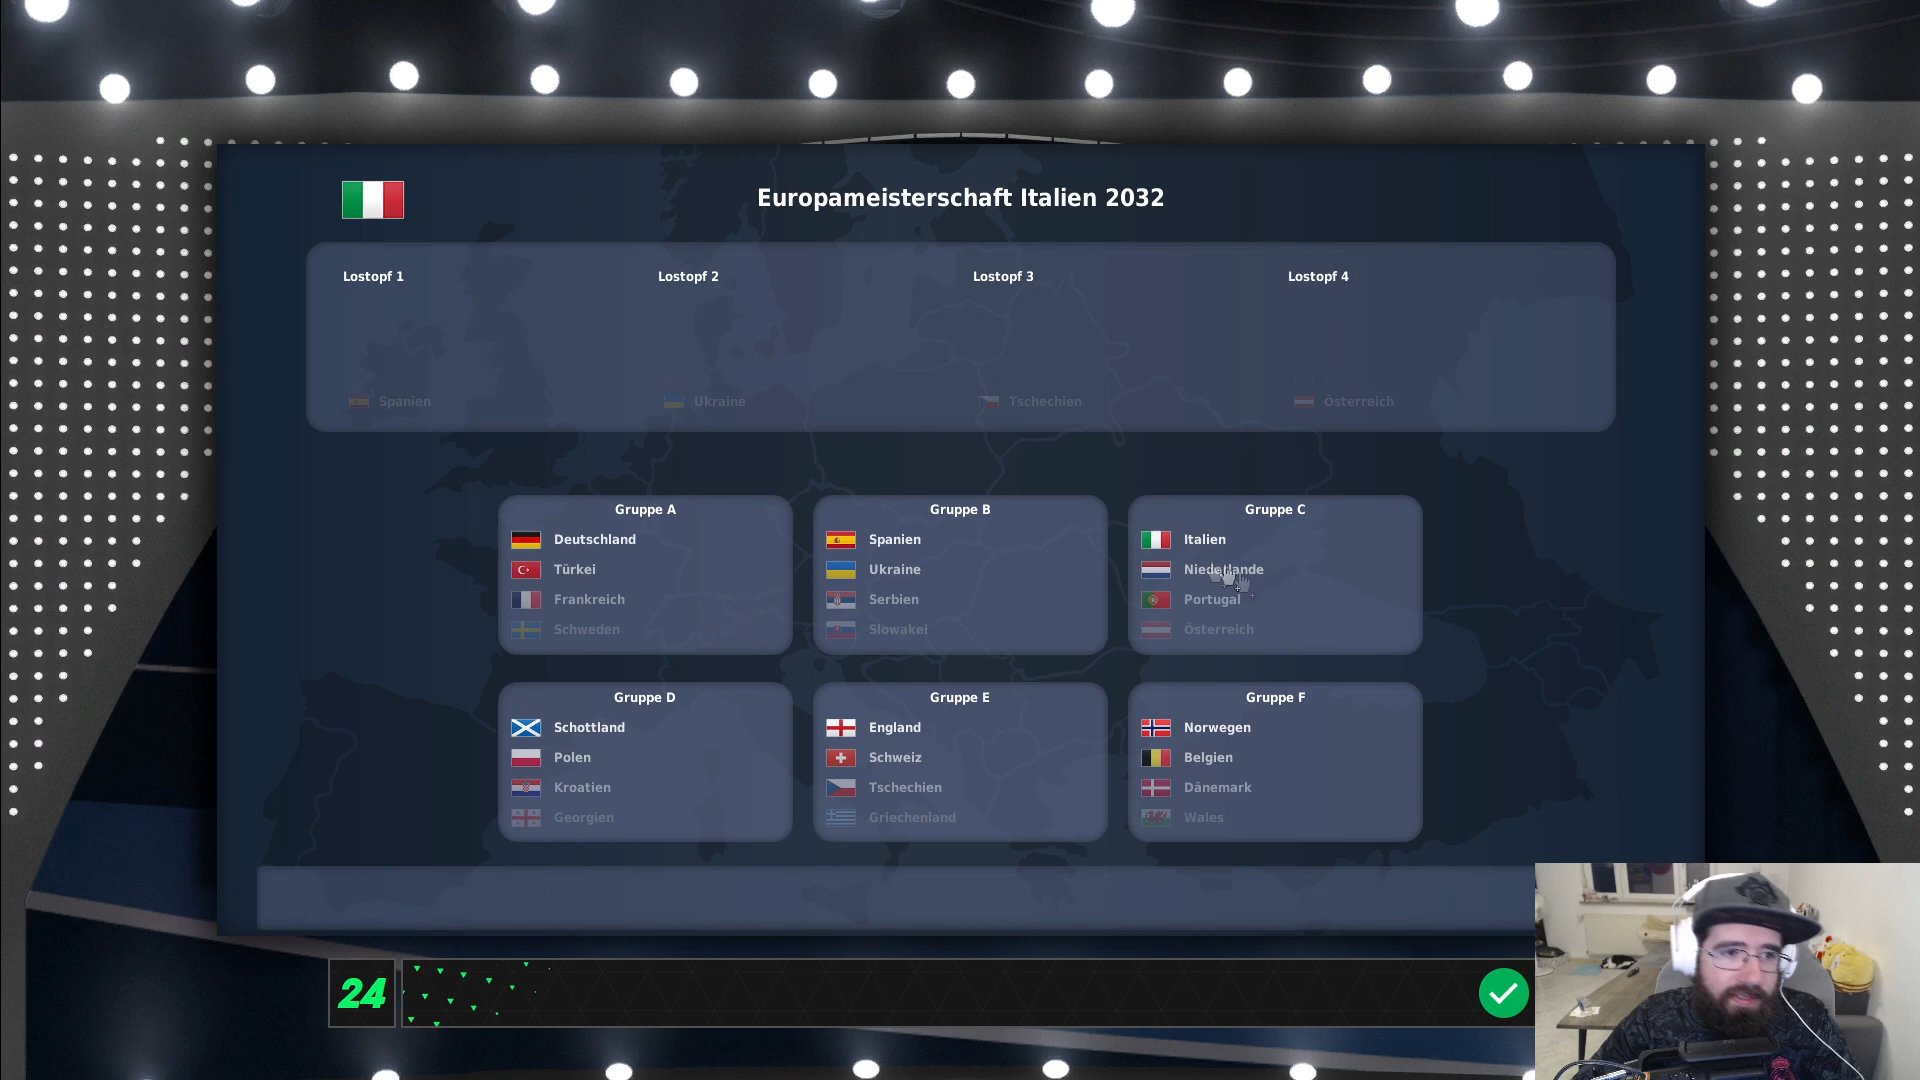 Europameisterschaft Italien 2032
Lostopf 1
Lostopf 2
Lostopf 3
Lostopf 4
Spanien
Ukraine
Tschechien
Österreich
Gruppe A
Deutschland
Türkei
Frankreich
Schweden
Gruppe B
Spanien
Ukraine
Serbien
Slowakei
Gruppe C
Italien
Niederlande
Portugal
Österreich
Gruppe D
Schottland
Polen
Kroatien
Georgien
Gruppe E
England
Schweiz
Tschechien
Griechenland
Gruppe F
Norwegen
Belgien
Dänemark
Wales
24